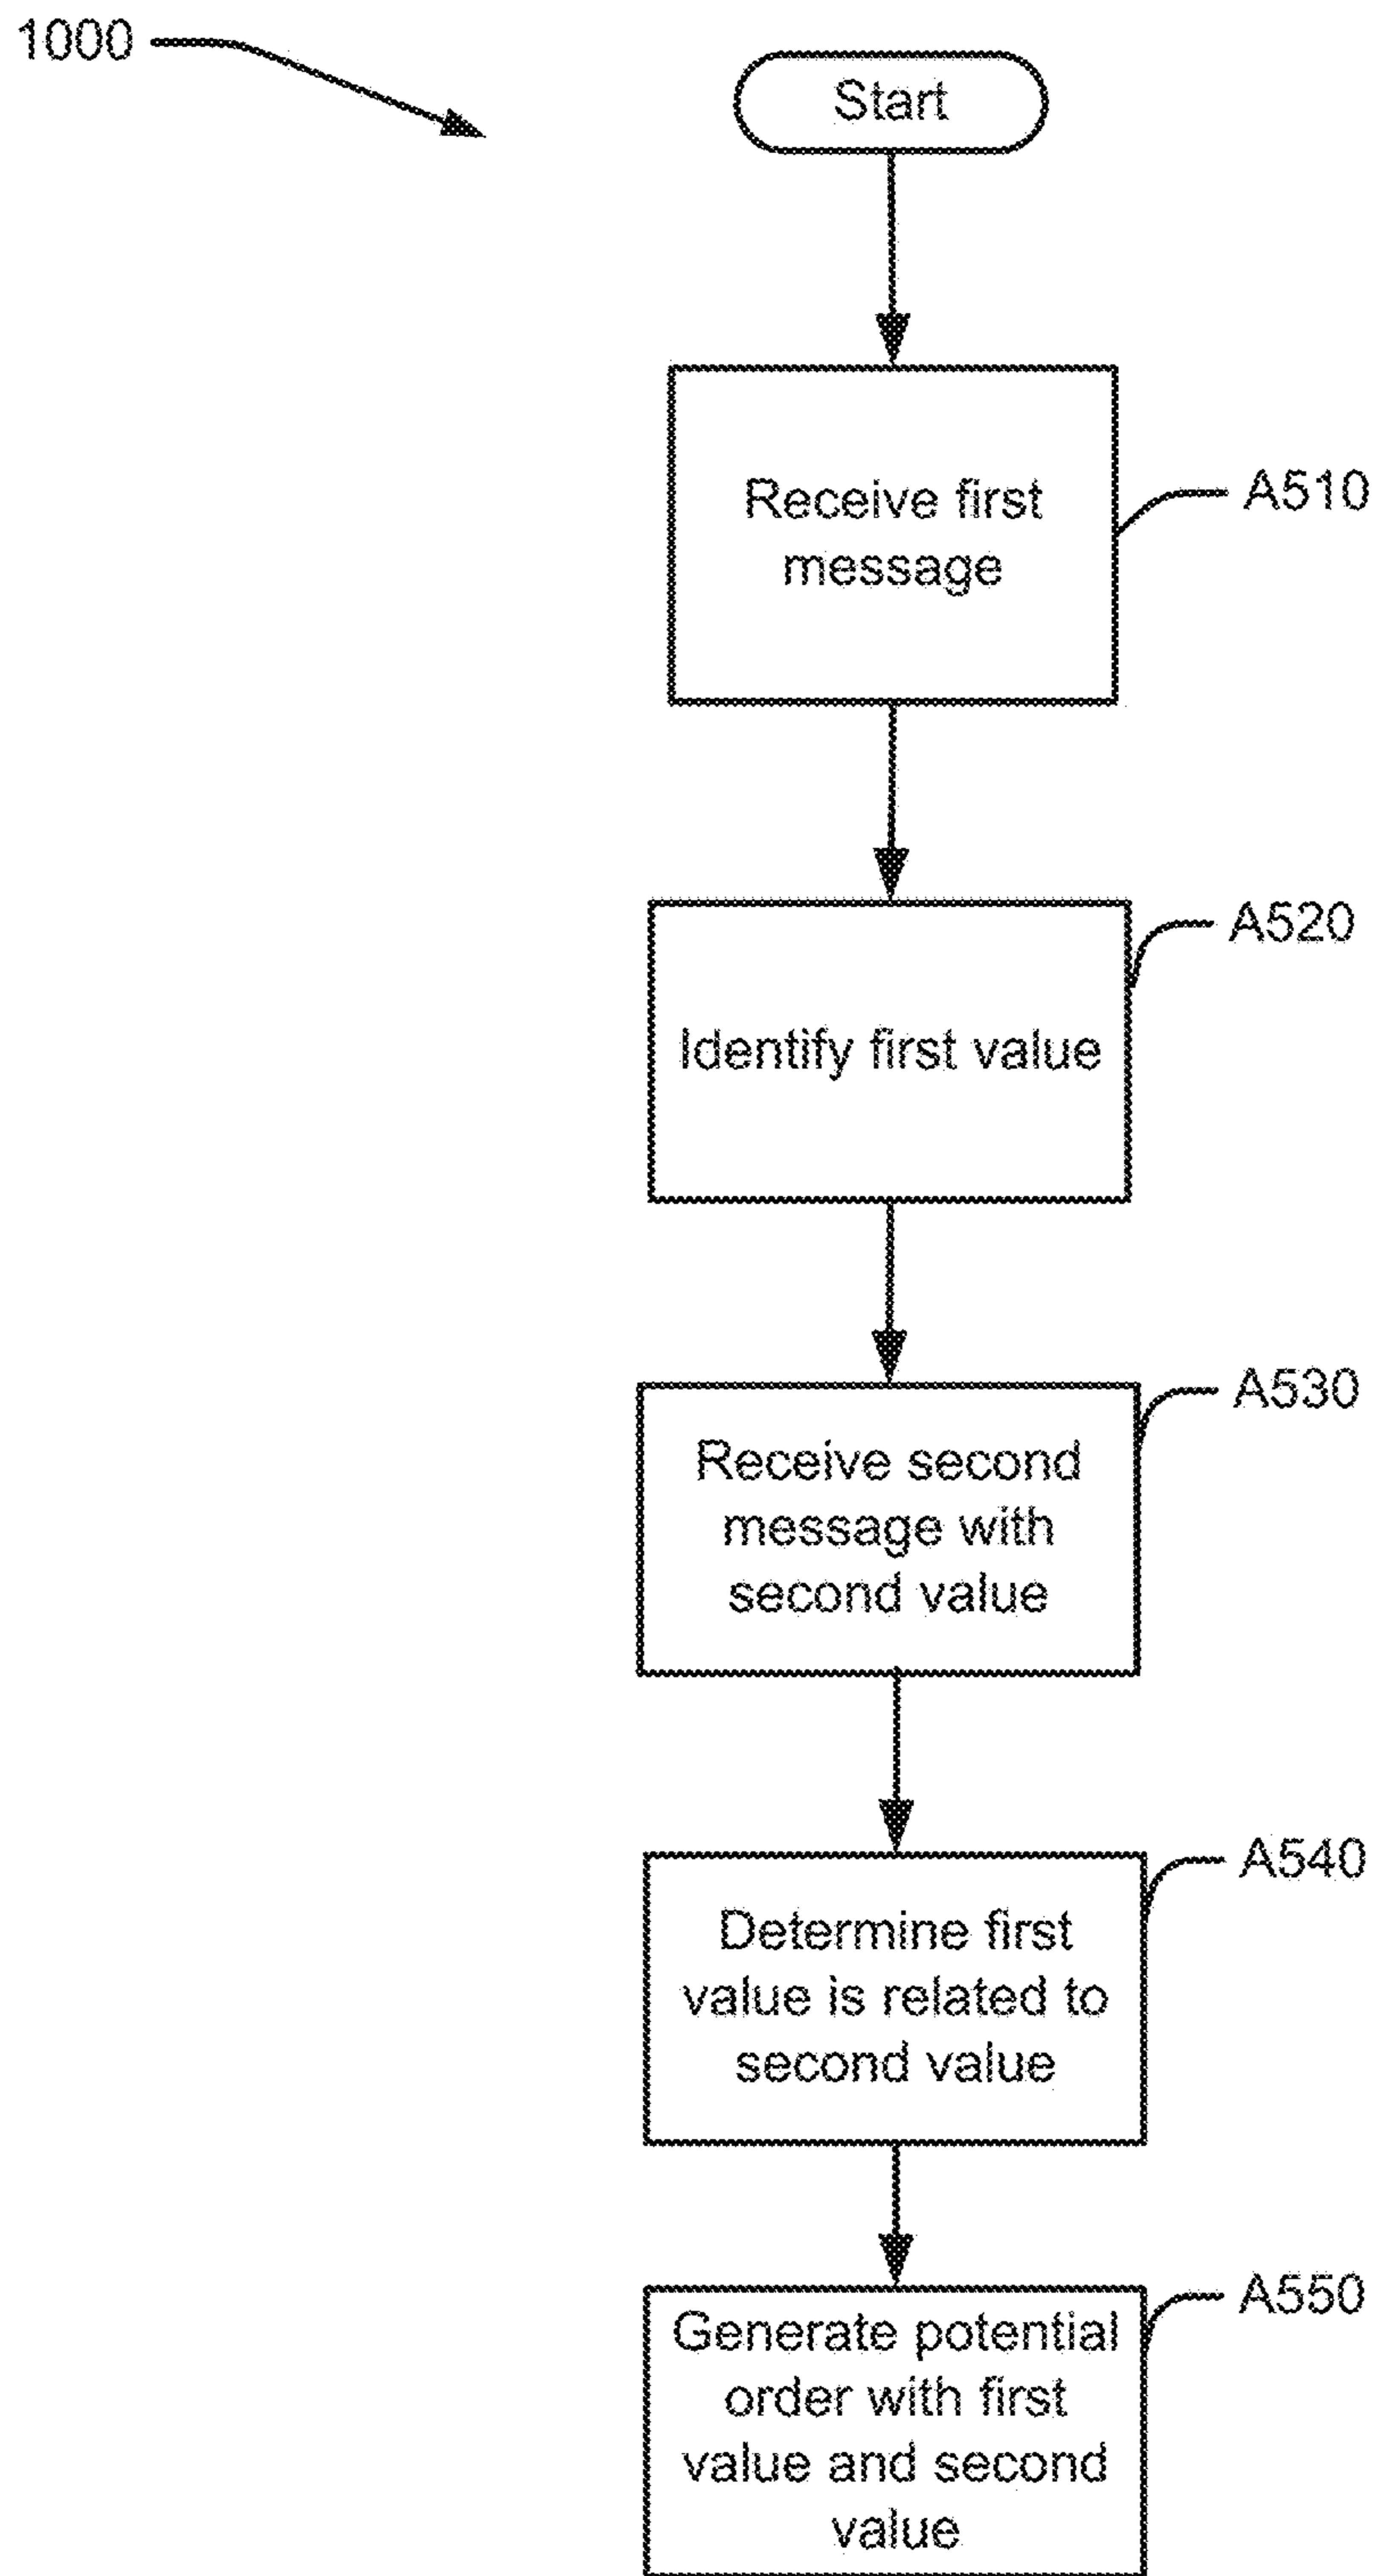 1000
Start
Receive first
message
A510
Identify first value
A520
Receive second
message with
second value
A530
Determine first
value is related to
second value
A540
Generate potential
order with first
value and second
value
A550